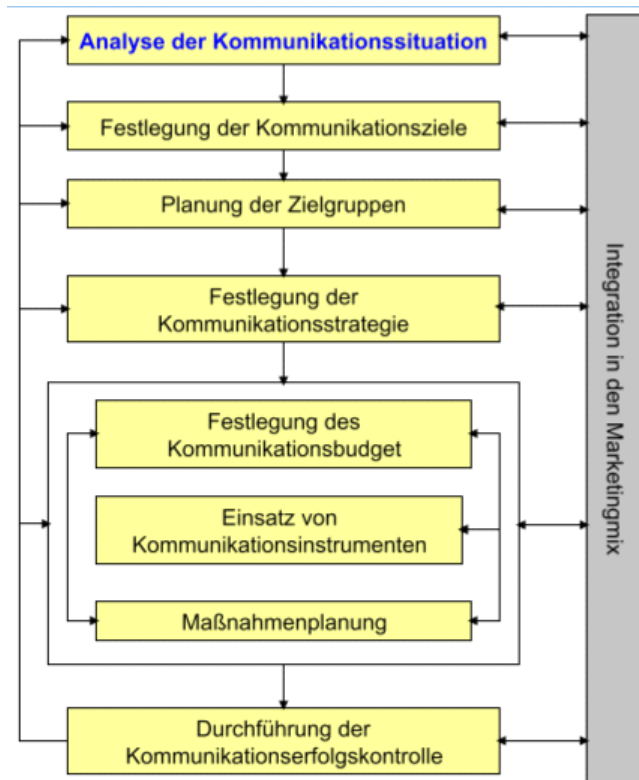 Analyse der Kommunikationssituation
Festlegung der Kommunikationsziele
Planung der Zielgruppen
Festlegung der
Kommunikationsstrategie
Festlegung des
Kommunikationsbudget
Einsatz von
Kommunikationsinstrumenten
Maßnahmenplanung
Durchführung der
Kommunikationserfolgskontrolle
Integration in den Marketingmix